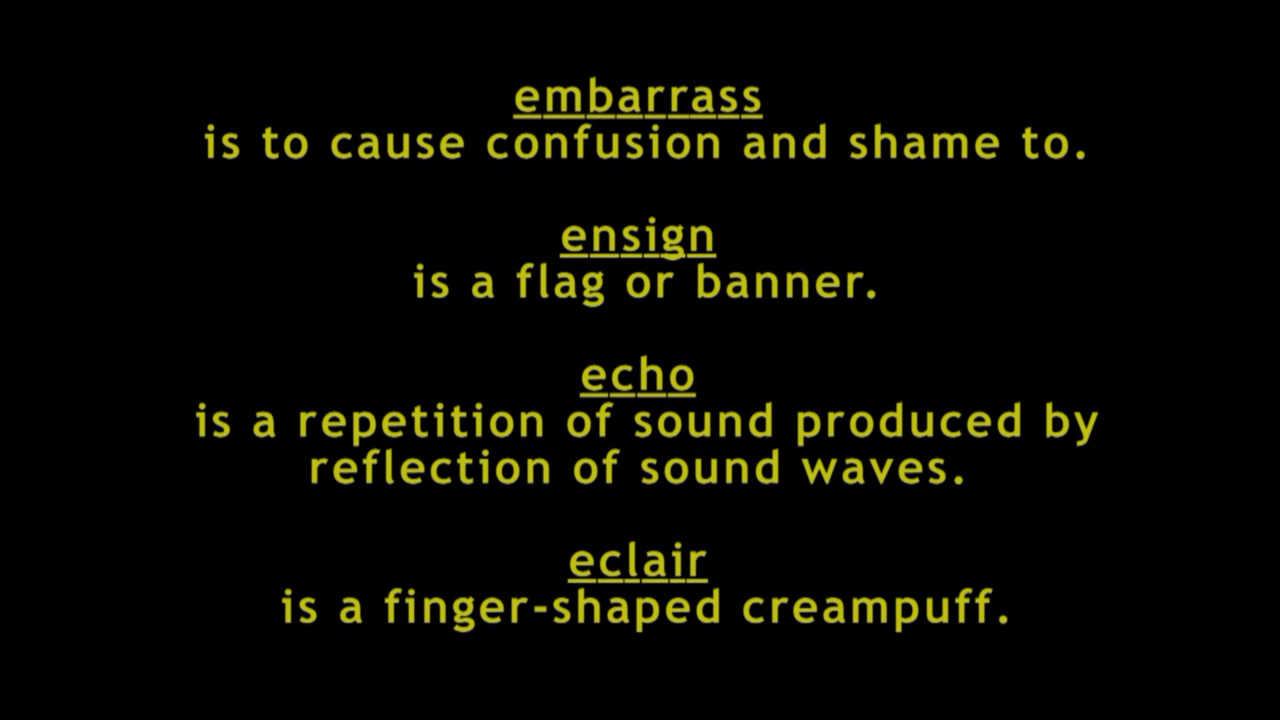 embarrass
is to cause confusion and shame to.
ensign
is a flag or banner.
echo
is a repetition of sound produced by
reflection of sound waves.
eclair
is a finger-shaped creampuff.